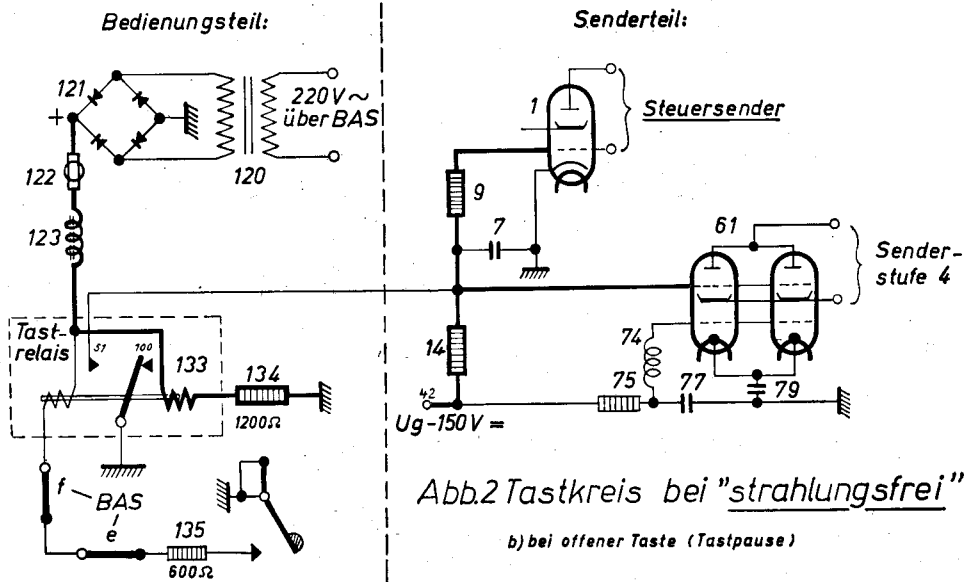 Bedienungsteil:
Senderteil:
121
+
220V~
über BAS
120
122
123
1
Steuersender
9
7
61
Sender-
stufe 4
Tast-
relais
51
100
133
134
1200Ω
14
42
Ug-150V=
74
75
77
79
f
BAS
e
135
600Ω
Abb.2 Tastkreis bei "strahlungsfrei"
b) bei offener Taste (Tastpause)